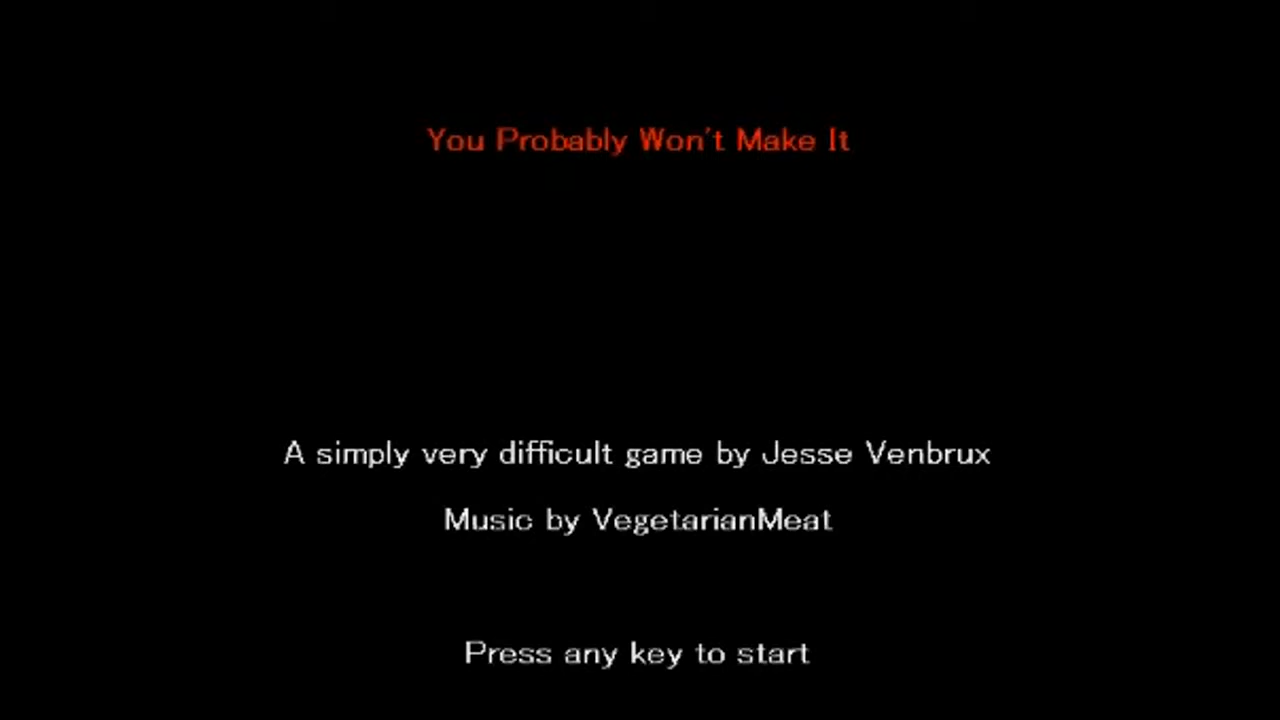 You Probably Won't Make It
A simply very difficult game by Jesse Venbrux
Music by VegetarianMeat
Press any key to start